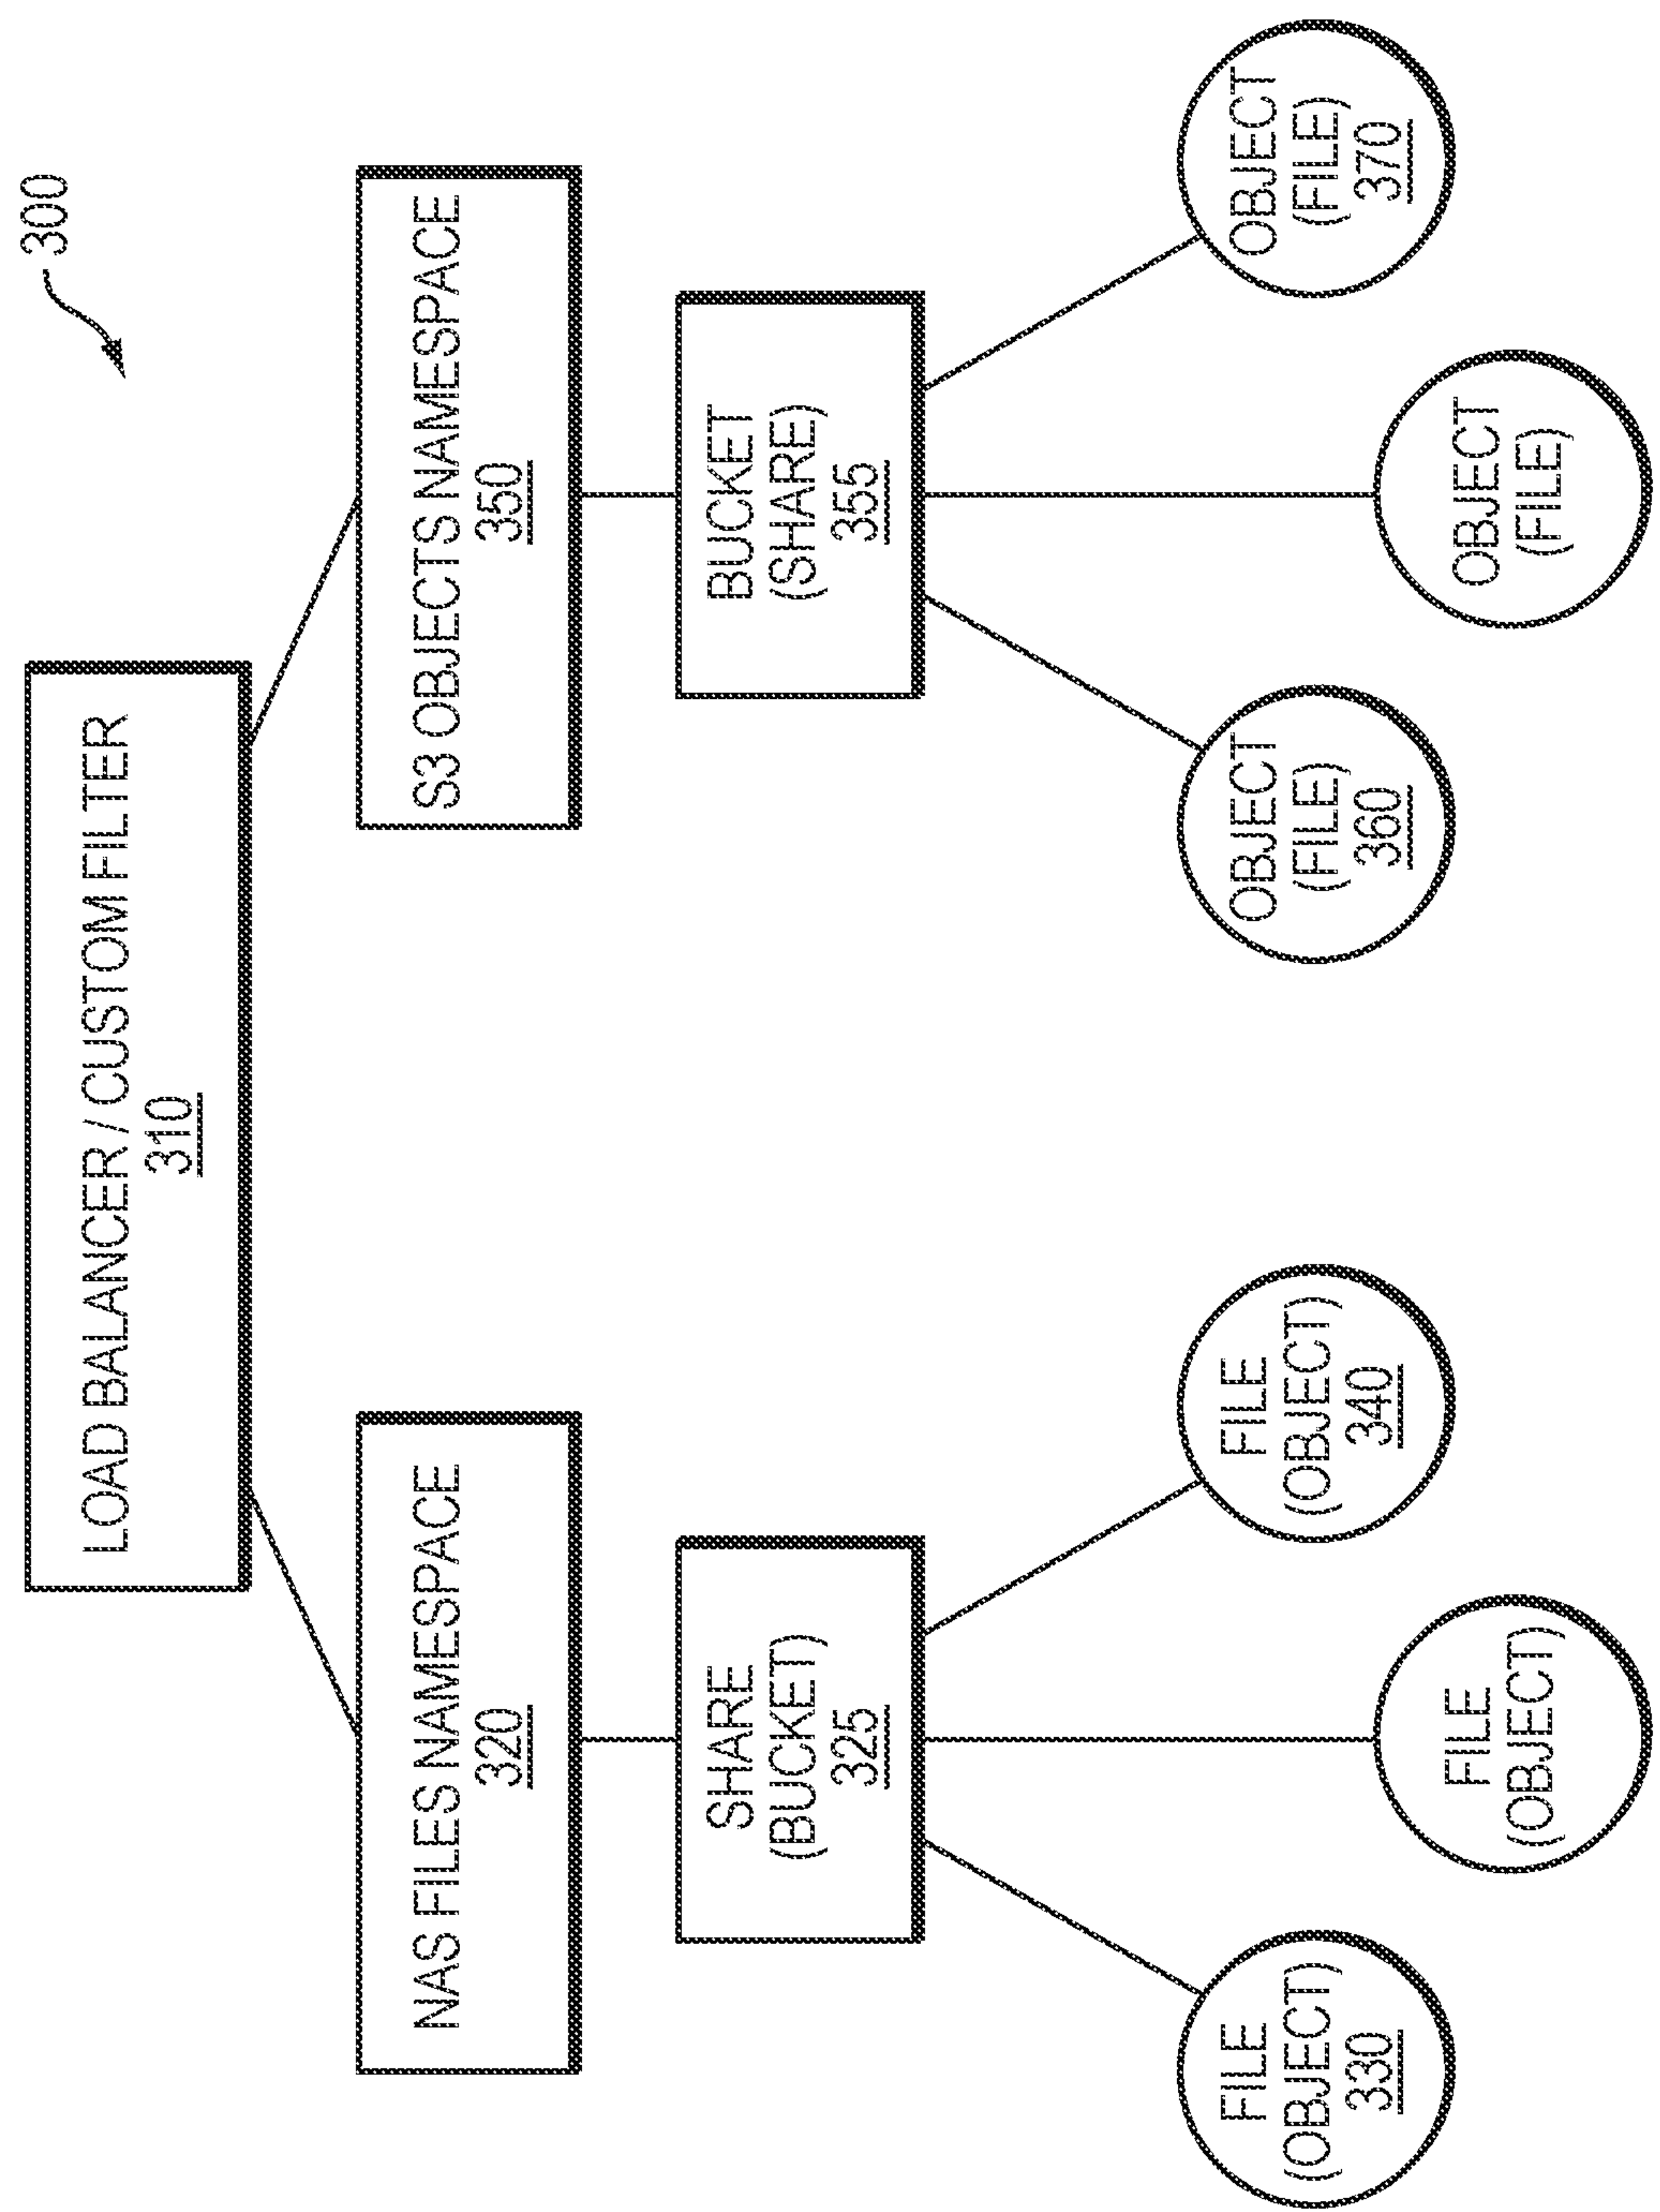 300
LOAD BALANCER / CUSTOM FILTER
310
NAS FILES NAMESPACE
320
S3 OBJECTS NAMESPACE
350
SHARE
(BUCKET)
325
BUCKET
(SHARE)
355
FILE
(OBJECT)
330
FILE
(OBJECT)
FILE
(OBJECT)
340
OBJECT
(FILE)
360
OBJECT
(FILE)
OBJECT
(FILE)
370